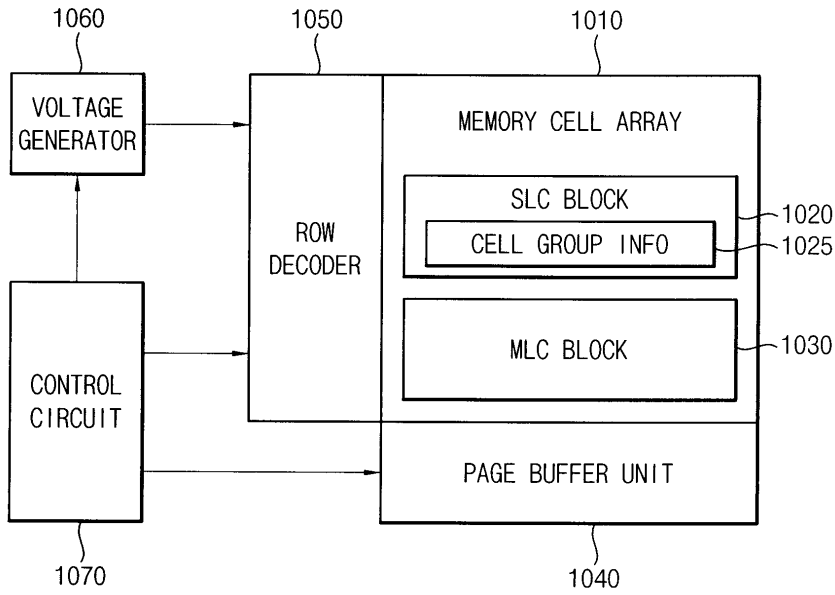 1060
1050
1010
VOLTAGE
GENERATOR
MEMORY CELL ARRAY
SLC BLOCK
1020
CELL GROUP INFO
1025
ROW
DECODER
MLC BLOCK
1030
CONTROL
CIRCUIT
PAGE BUFFER UNIT
1070
1040